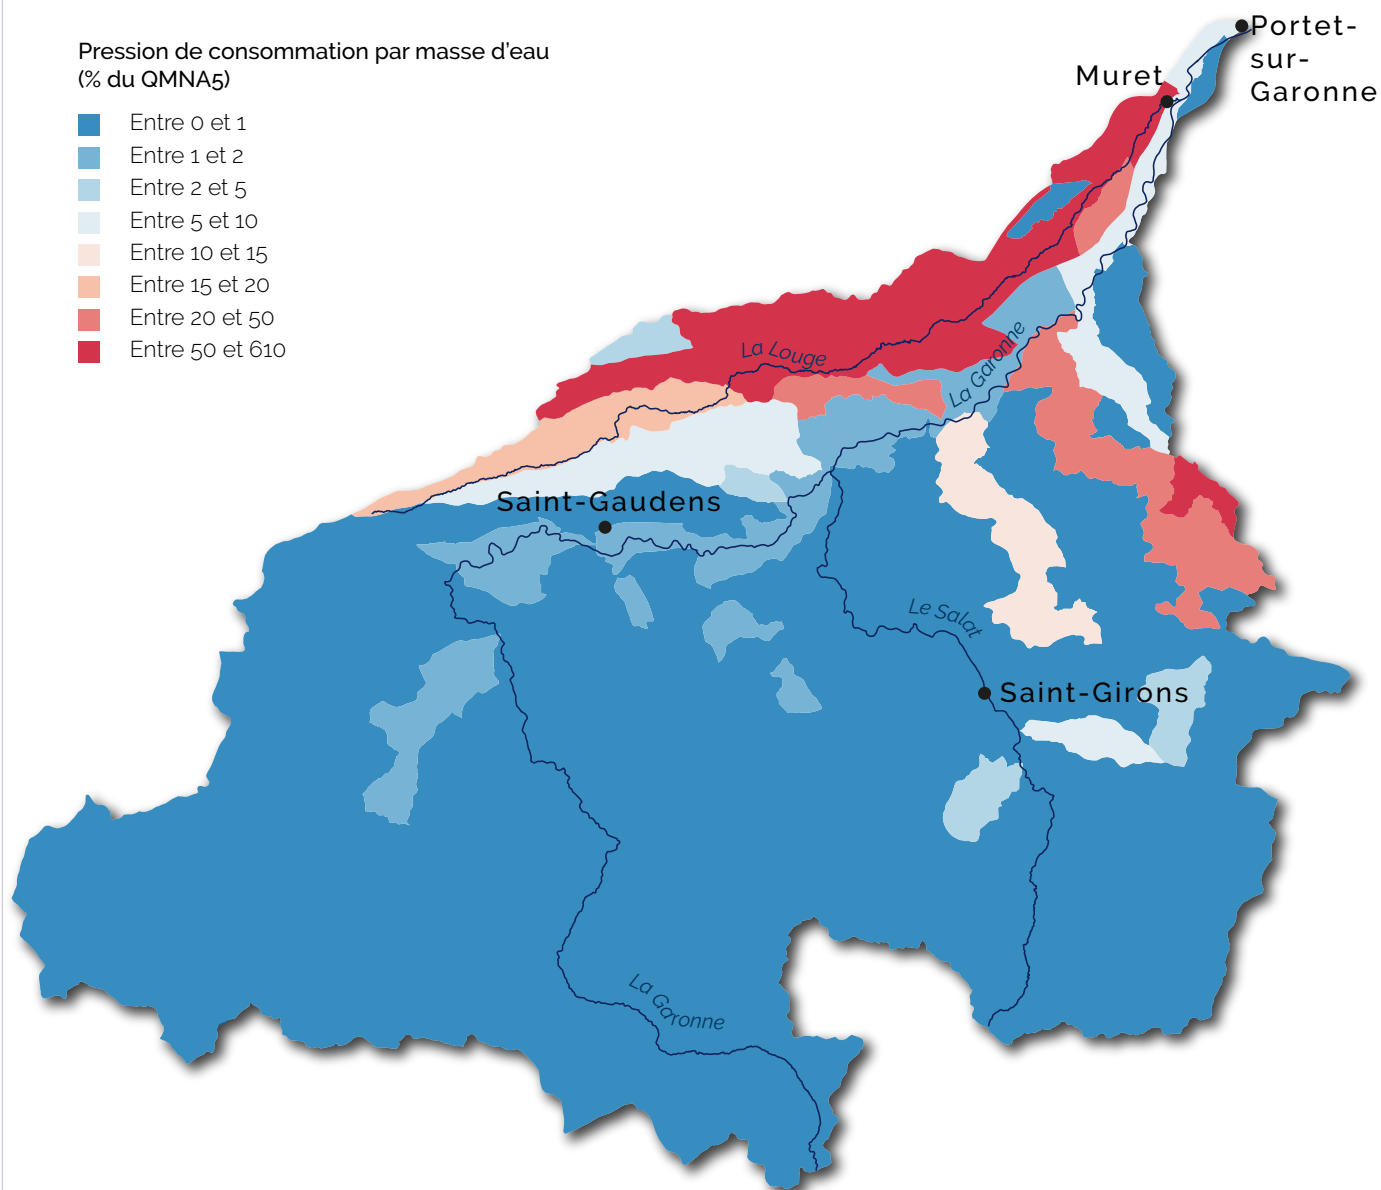 Pression de consommation par masse d'eau
(% du QMNA5)
Entre 0 et 1
Entre 1 et 2
Entre 2 et 5
Entre 5 et 10
Entre 10 et 15
Entre 15 et 20
Entre 20 et 50
Entre 50 et 610
Portet-
sur-
Garonne
Muret
La Louge
La Garonne
Saint-Gaudens
Le Salat
Saint-Girons
La Garonne